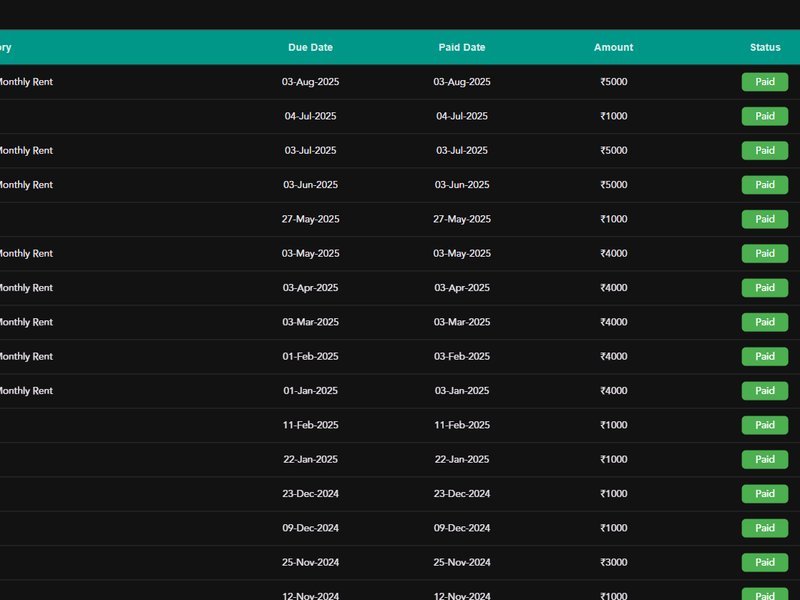 ory Due Date Paid Date Amount Status
Monthly Rent 03-Aug-2025 03-Aug-2025 ₹5000 Paid
04-Jul-2025 04-Jul-2025 ₹1000 Paid
Monthly Rent 03-Jul-2025 03-Jul-2025 ₹5000 Paid
Monthly Rent 03-Jun-2025 03-Jun-2025 ₹5000 Paid
27-May-2025 27-May-2025 ₹1000 Paid
Monthly Rent 03-May-2025 03-May-2025 ₹4000 Paid
Monthly Rent 03-Apr-2025 03-Apr-2025 ₹4000 Paid
Monthly Rent 03-Mar-2025 03-Mar-2025 ₹4000 Paid
Monthly Rent 01-Feb-2025 03-Feb-2025 ₹4000 Paid
Monthly Rent 01-Jan-2025 03-Jan-2025 ₹4000 Paid
11-Feb-2025 11-Feb-2025 ₹1000 Paid
22-Jan-2025 22-Jan-2025 ₹1000 Paid
23-Dec-2024 23-Dec-2024 ₹1000 Paid
09-Dec-2024 09-Dec-2024 ₹1000 Paid
25-Nov-2024 25-Nov-2024 ₹3000 Paid
12-Nov-2024 12-Nov-2024 ₹1000 Paid